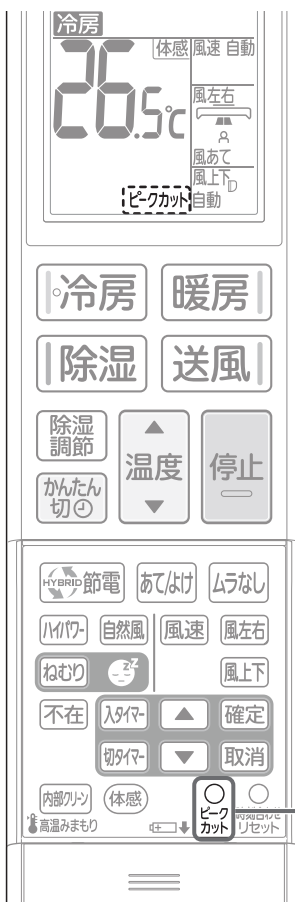 冷房
26.5℃
体感
風速 自動
風左右
風あて
風上下
自動
ピークカット
冷房 暖房
除湿 送風
除湿
調節
かんたん
切
温度
停止
HYBRID 節電
あて/よけ
ムラなし
ハイパワー
自然風
風速
風左右
ねむり
風上下
不在
入タイマー
確定
切タイマー
取消
内部クリーン
体感
ピーク
カット
リセット
高温みまもり